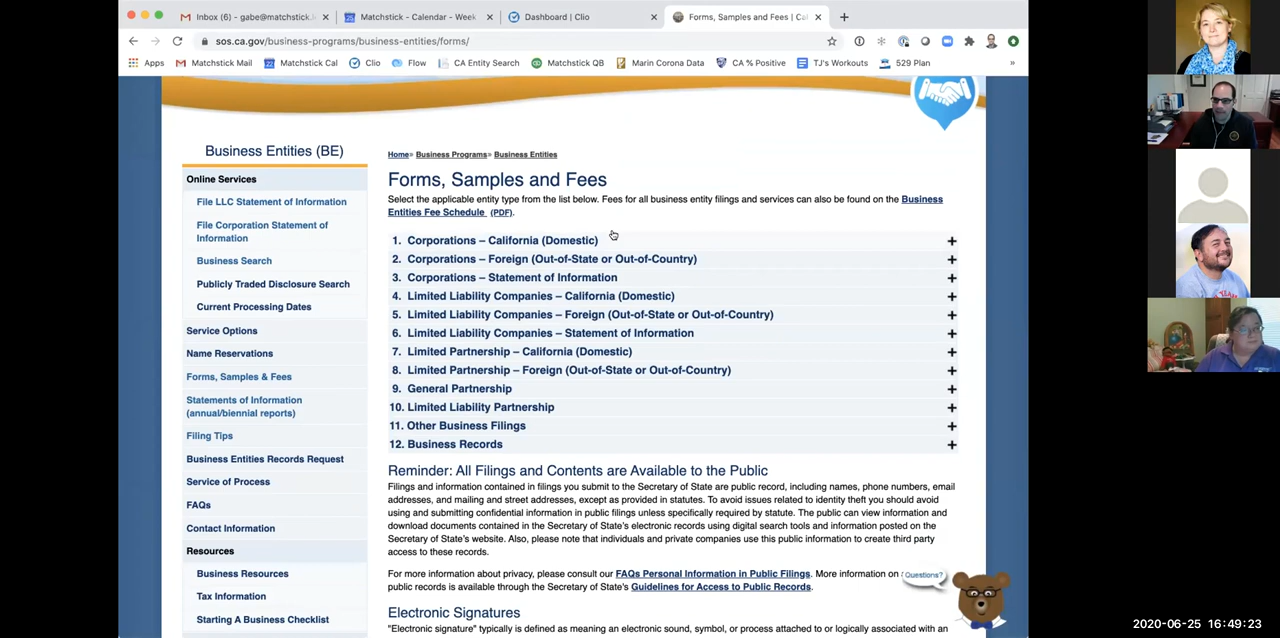 Inbox (6) - gabe@matchstick.l
Matchstick - Calendar - Week
Dashboard | Clio
Forms, Samples and Fees | Cal
sos.ca.gov/business-programs/business-entities/forms/
Apps
Matchstick Mail
Matchstick Cal
Clio
Flow
CA Entity Search
Matchstick QB
Marin Corona Data
CA % Positive
TJ's Workouts
529 Plan
»
Business Entities (BE)
Online Services
File LLC Statement of Information
File Corporation Statement of
Information
Business Search
Publicly Traded Disclosure Search
Current Processing Dates
Service Options
Name Reservations
Forms, Samples & Fees
Statements of Information
(annual/biennial reports)
Filing Tips
Business Entities Records Request
Service of Process
FAQs
Contact Information
Resources
Business Resources
Tax Information
Starting A Business Checklist
Home» Business Programs» Business Entities
Forms, Samples and Fees
Select the applicable entity type from the list below. Fees for all business entity filings and services can also be found on the Business
Entities Fee Schedule (PDF).
1. Corporations – California (Domestic) +
2. Corporations – Foreign (Out-of-State or Out-of-Country) +
3. Corporations – Statement of Information +
4. Limited Liability Companies – California (Domestic) +
5. Limited Liability Companies – Foreign (Out-of-State or Out-of-Country) +
6. Limited Liability Companies – Statement of Information +
7. Limited Partnership – California (Domestic) +
8. Limited Partnership – Foreign (Out-of-State or Out-of-Country) +
9. General Partnership +
10. Limited Liability Partnership +
11. Other Business Filings +
12. Business Records +
Reminder: All Filings and Contents are Available to the Public
Filings and information contained in filings you submit to the Secretary of State are public record, including names, phone numbers, email
addresses, and mailing and street addresses, except as provided in statutes. To avoid issues related to identity theft you should avoid
using and submitting confidential information in public filings unless specifically required by statute. The public can view information and
download documents contained in the Secretary of State's electronic records using digital search tools and information posted on the
Secretary of State's website. Also, please note that individuals and private companies use this public information to create third party
access to these records.
For more information about privacy, please consult our FAQs Personal Information in Public Filings. More information on
public records is available through the Secretary of State's Guidelines for Access to Public Records.
Questions?
Electronic Signatures
"Electronic signature" typically is defined as meaning an electronic sound, symbol, or process attached to or logically associated with an
2020-06-25 16:49:23